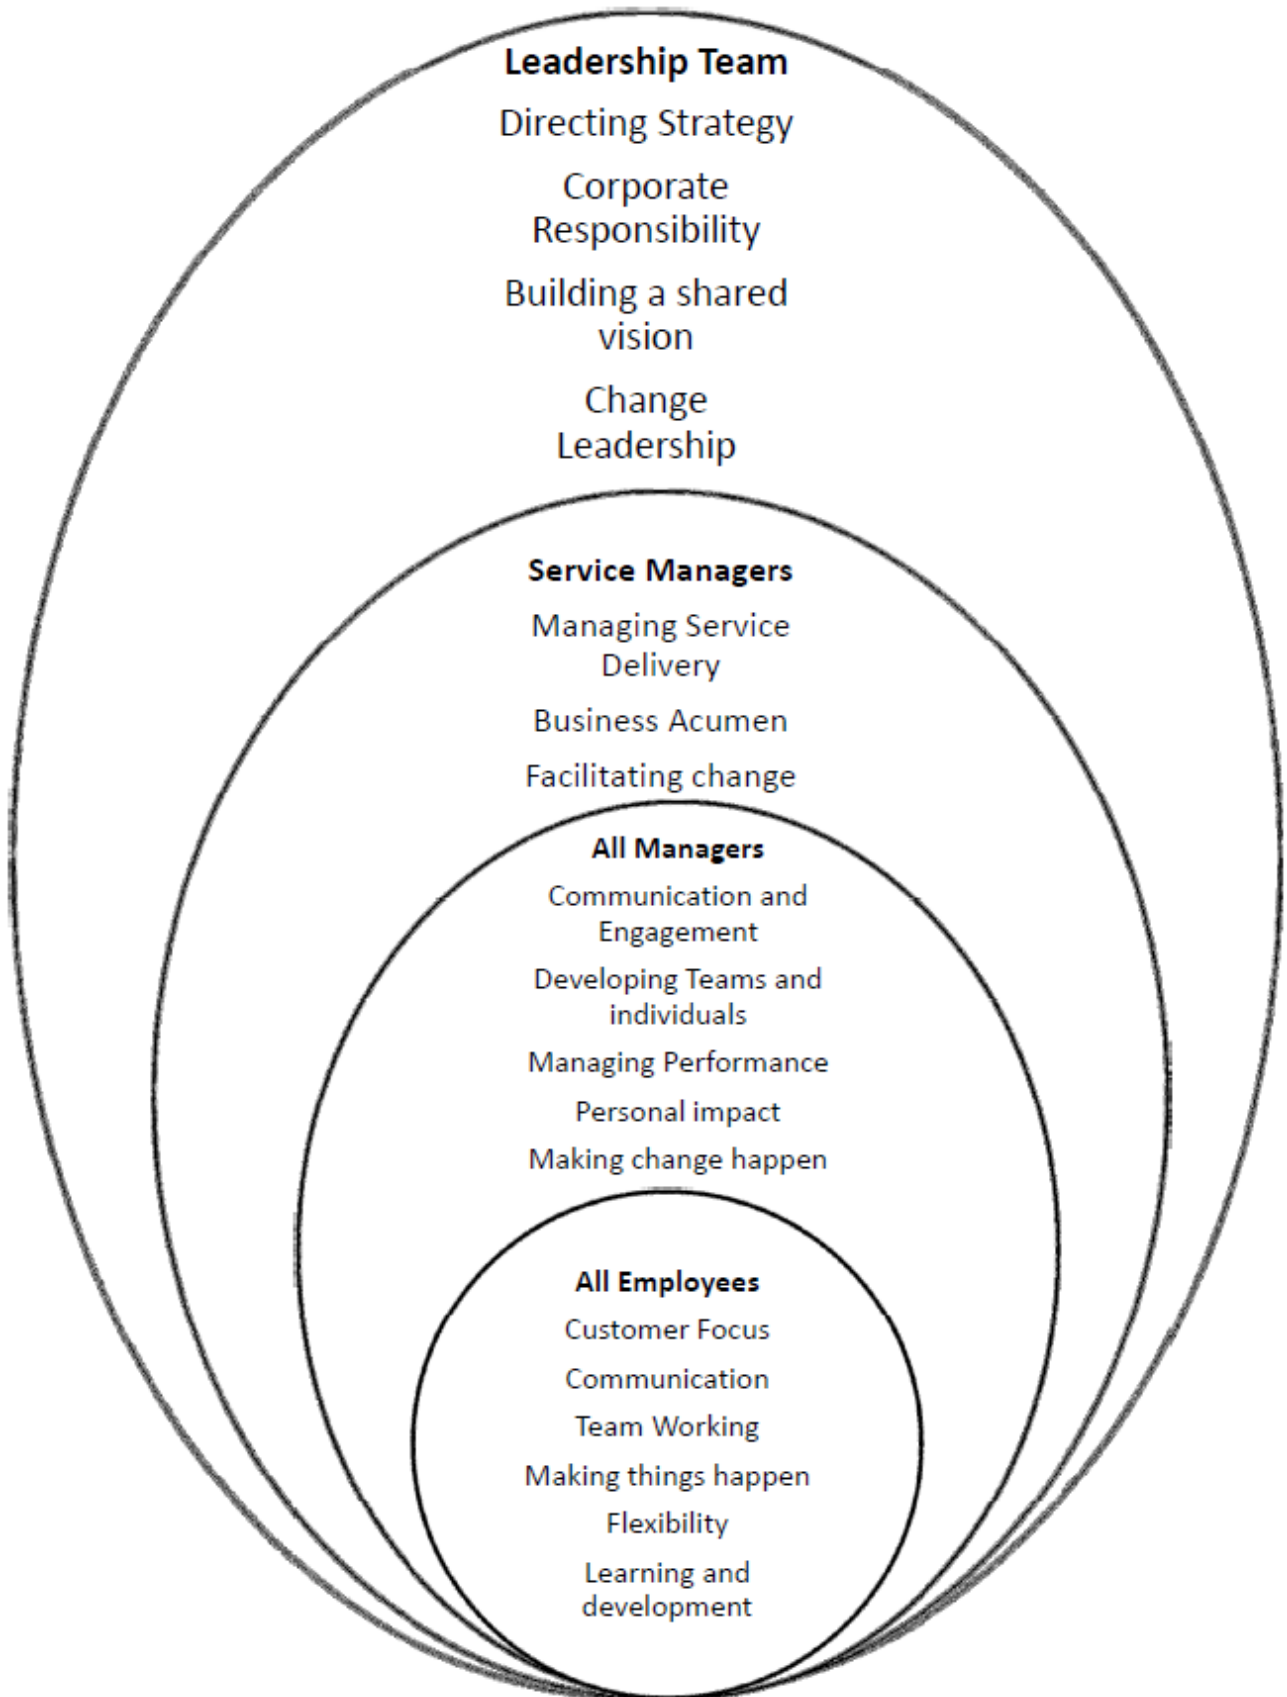 Leadership Team
Directing Strategy
Corporate
Responsibility
Building a shared
vision
Change
Leadership
Service Managers
Managing Service
Delivery
Business Acumen
Facilitating change
All Managers
Communication and
Engagement
Developing Teams and
individuals
Managing Performance
Personal impact
Making change happen
All Employees
Customer Focus
Communication
Team Working
Making things happen
Flexibility
Learning and
development